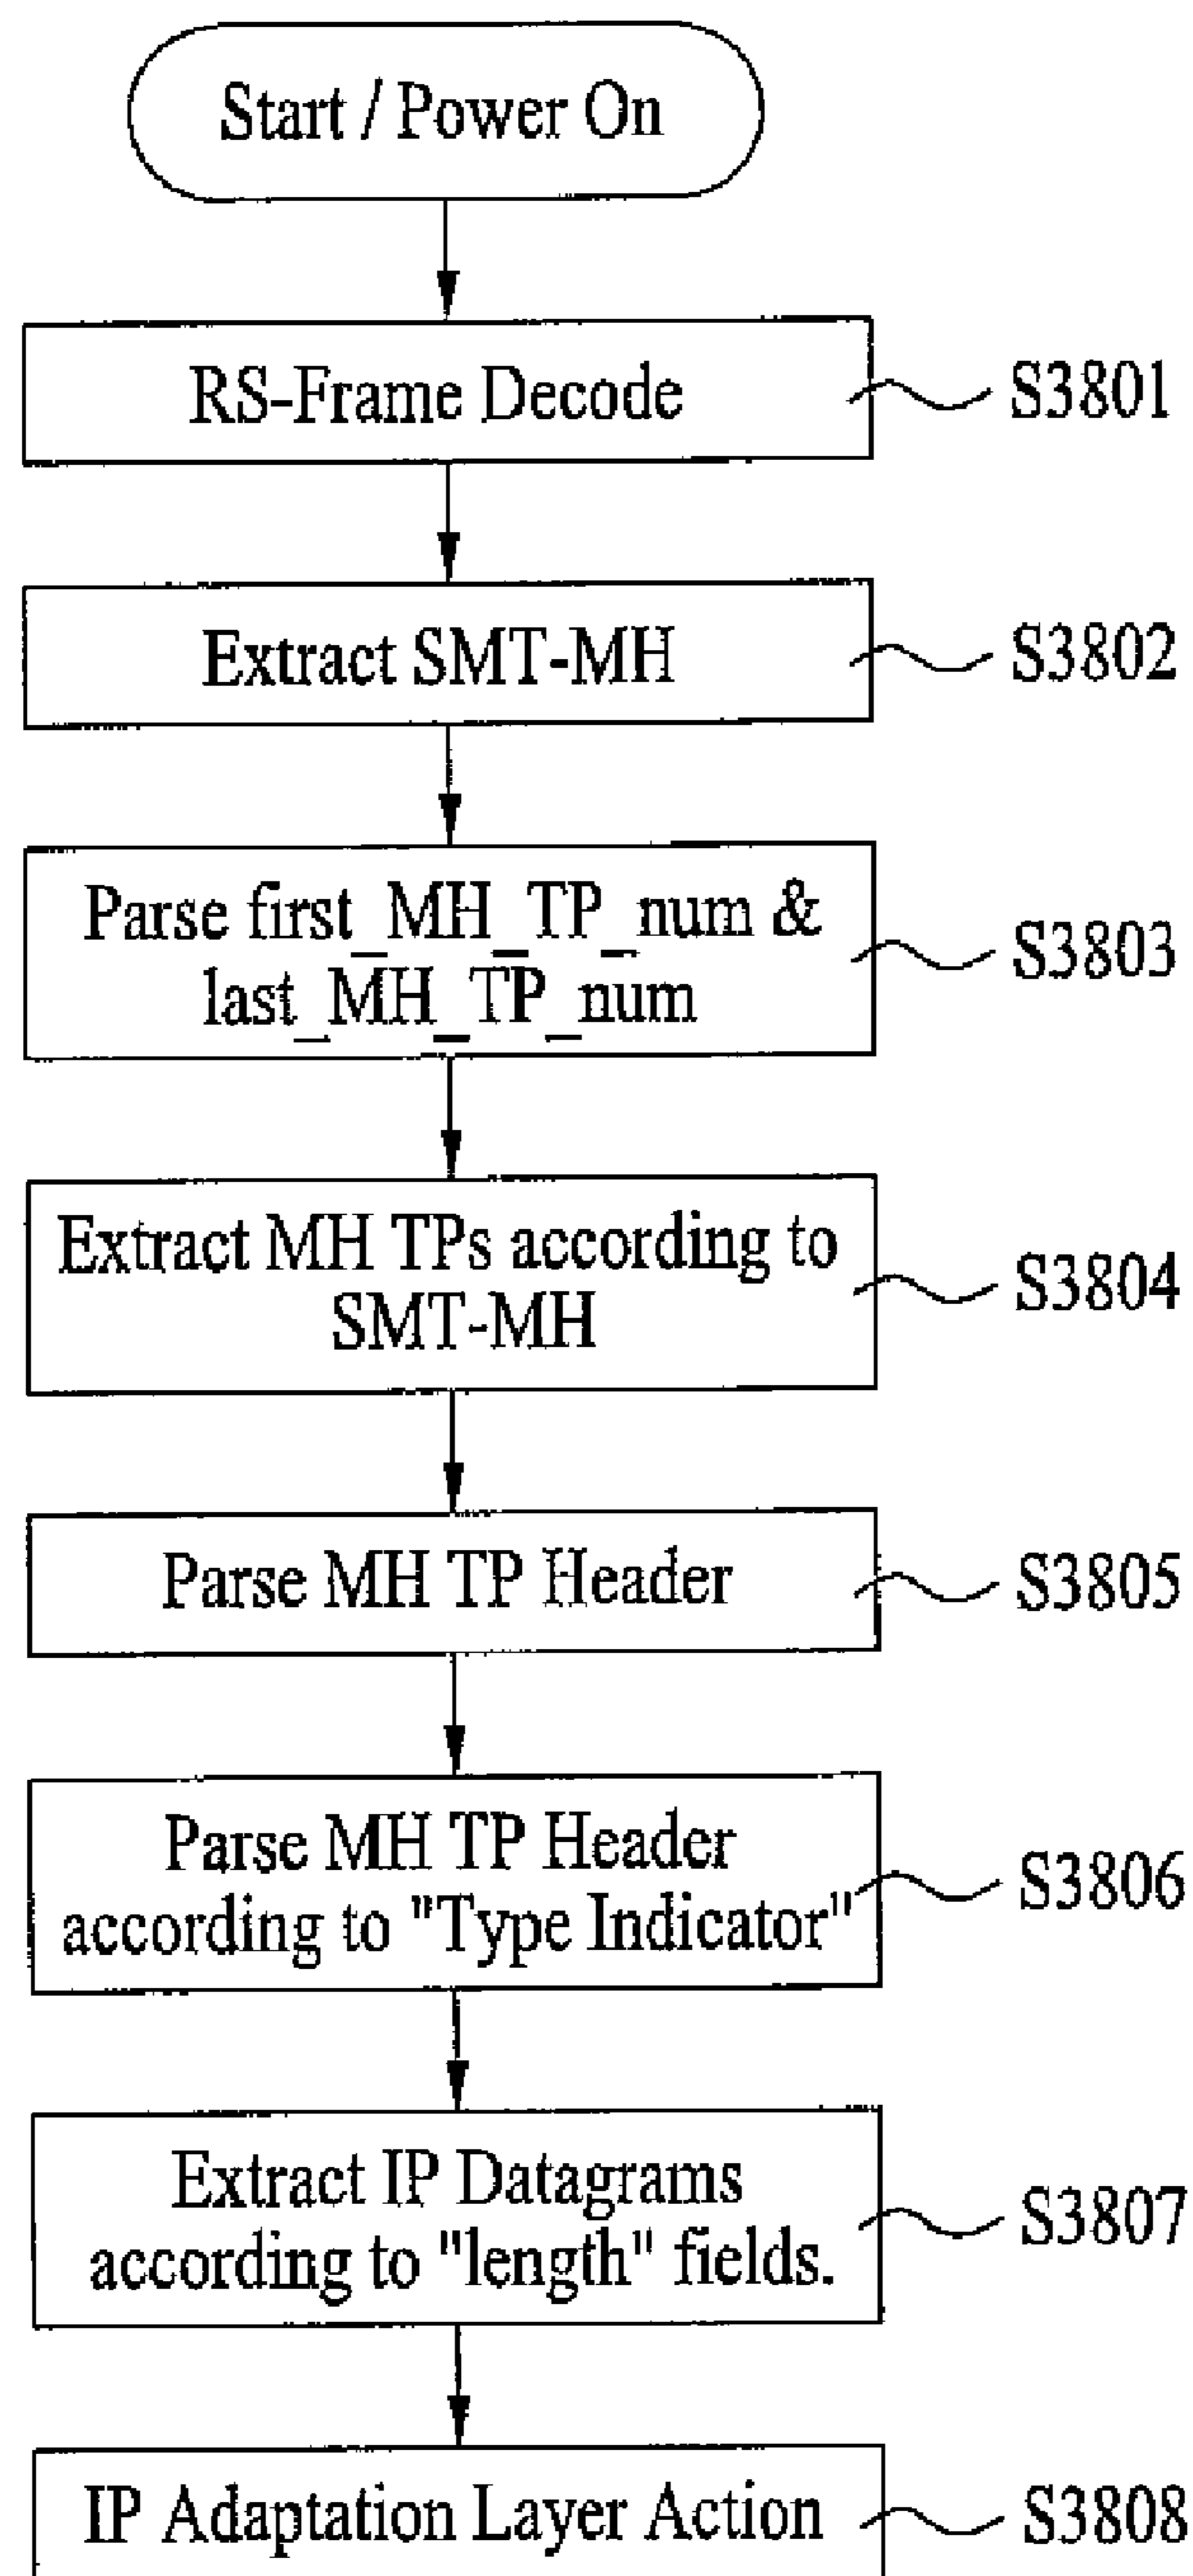 Start / Power On
RS-Frame Decode
S3801
Extract SMT-MH
S3802
Parse first_MH_TP_num &
last_MH_TP_num
S3803
Extract MH TPs according to
SMT-MH
S3804
Parse MH TP Header
S3805
Parse MH TP Header
according to "Type Indicator"
S3806
Extract IP Datagrams
according to "length" fields.
S3807
IP Adaptation Layer Action
S3808